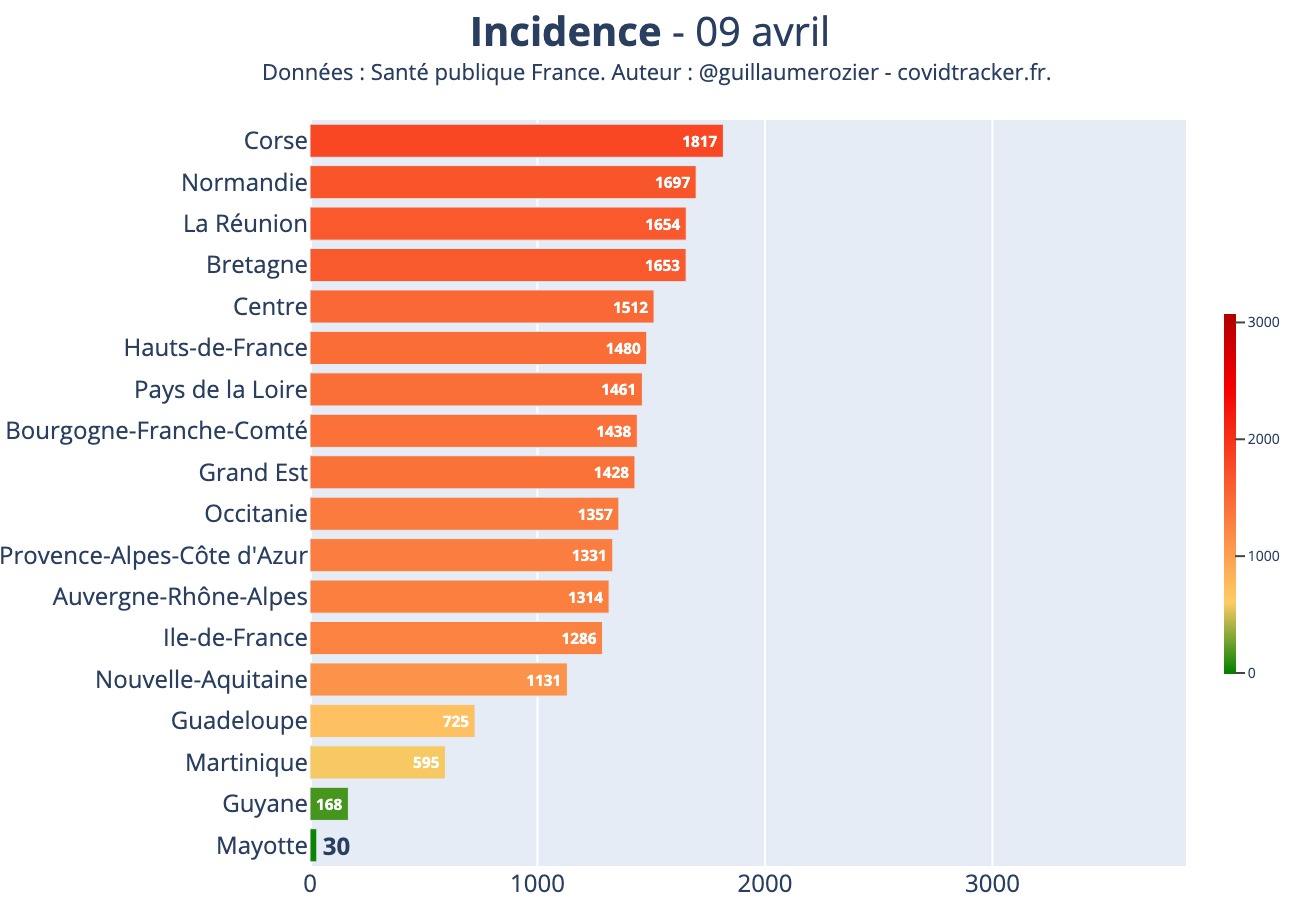 Incidence - 09 avril
Données : Santé publique France. Auteur : @guillaumerozier - covidtracker.fr.
Corse 1817
Normandie 1697
La Réunion 1654
Bretagne 1653
Centre 1512
Hauts-de-France 1480
Pays de la Loire 1461
Bourgogne-Franche-Comté 1438
Grand Est 1428
Occitanie 1357
Provence-Alpes-Côte d'Azur 1331
Auvergne-Rhône-Alpes 1314
Ile-de-France 1286
Nouvelle-Aquitaine 1131
Guadeloupe 725
Martinique 595
Guyane 168
Mayotte 30
0 1000 2000 3000
3000
2000
1000
0